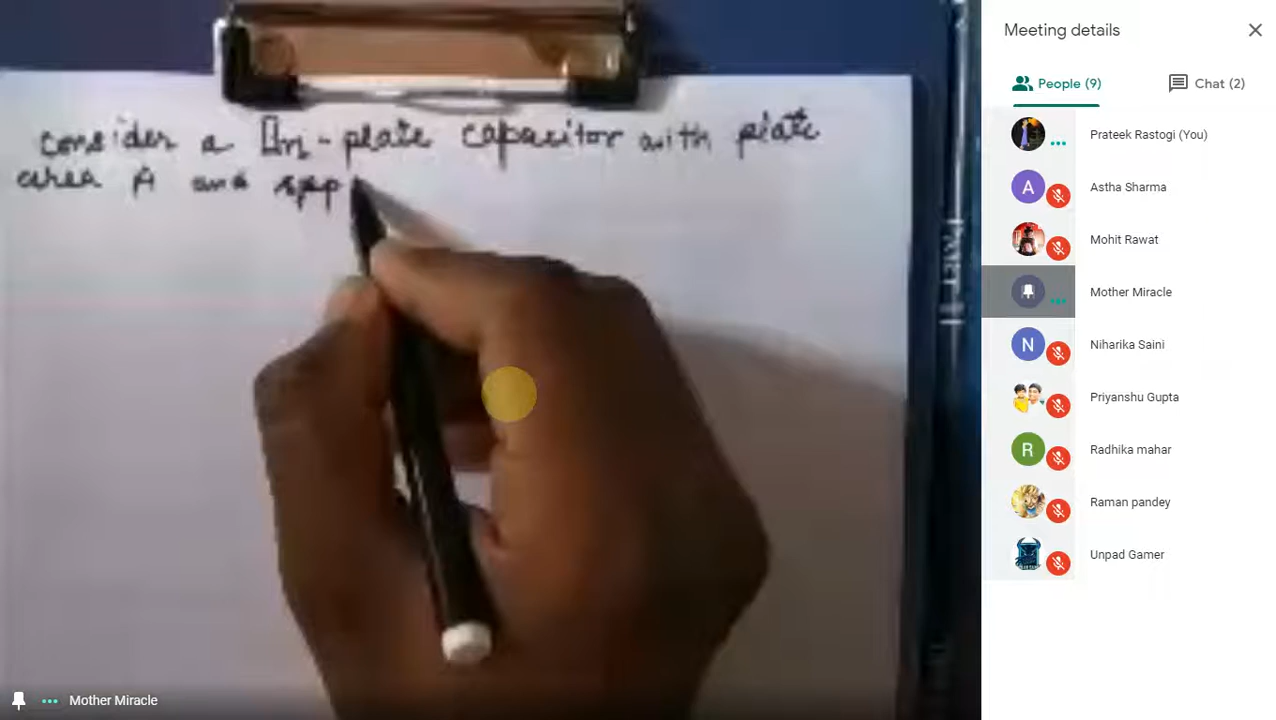 consider a IIn-plate capacitor with plate
area A and
Mother Miracle
Meeting details
People (9)
Chat (2)
Prateek Rastogi (You)
A
Astha Sharma
Mohit Rawat
Mother Miracle
N
Niharika Saini
Priyanshu Gupta
R
Radhika mahar
Raman pandey
Unpad Gamer